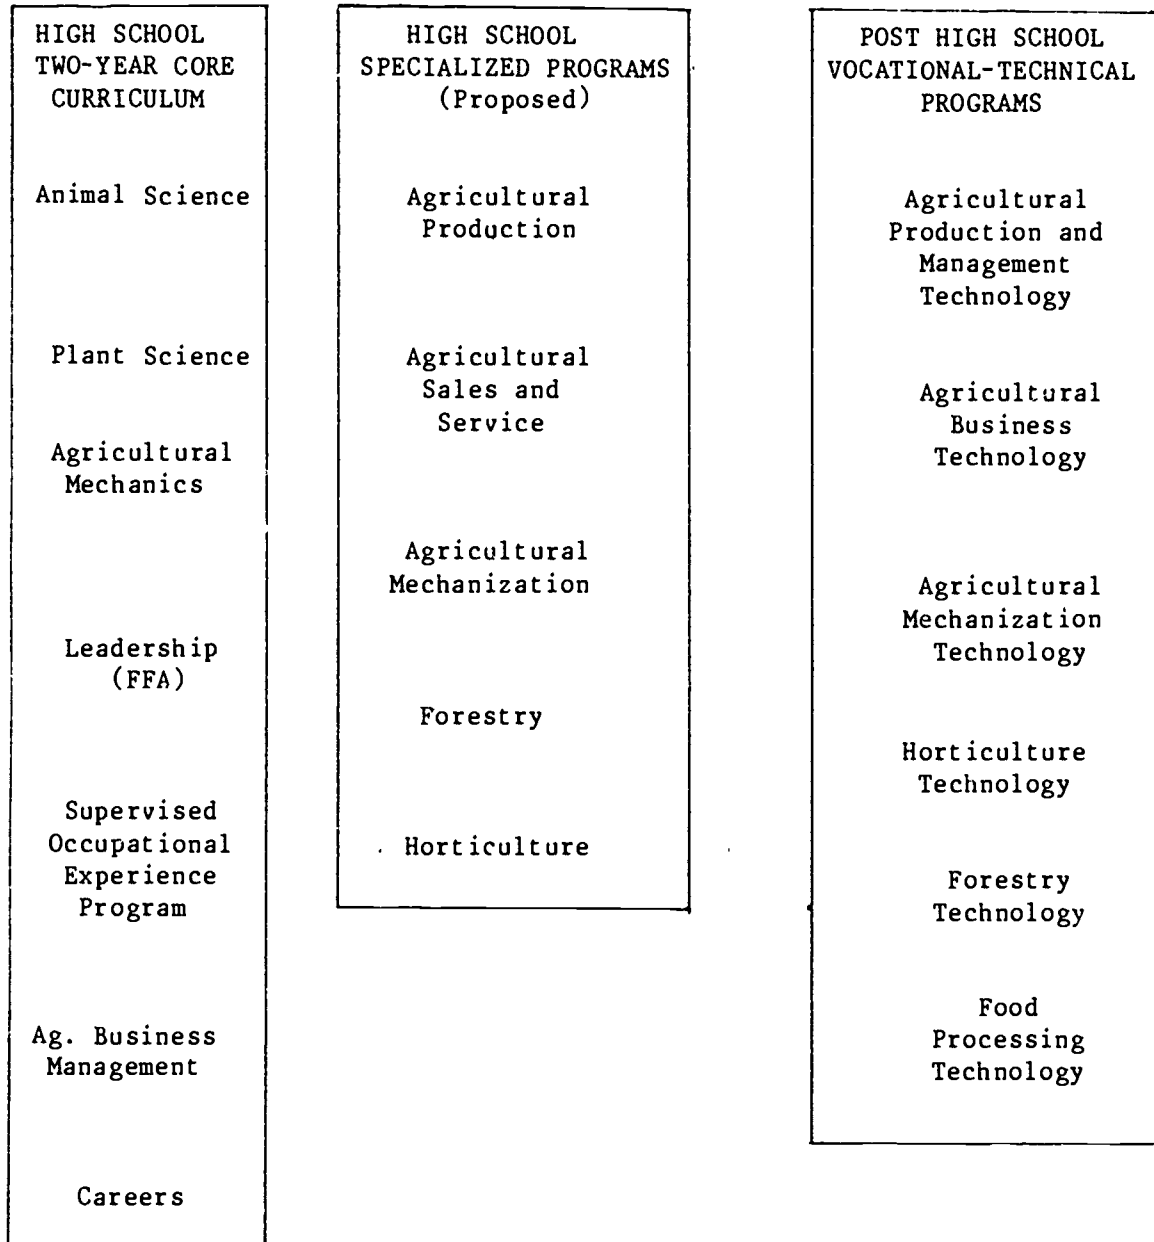 HIGH SCHOOL
TWO-YEAR CORE
CURRICULUM
Animal Science
Plant Science
Agricultural
Mechanics
Leadership
(FFA)
Supervised
Occupational
Experience
Program
Ag. Business
Management
Careers
HIGH SCHOOL
SPECIALIZED PROGRAMS
(Proposed)
Agricultural
Production
Agricultural
Sales and
Service
Agricultural
Mechanization
Forestry
Horticulture
POST HIGH SCHOOL
VOCATIONAL-TECHNICAL
PROGRAMS
Agricultural
Production and
Management
Technology
Agricultural
Business
Technology
Agricultural
Mechanization
Technology
Horticulture
Technology
Forestry
Technology
Food
Processing
Technology